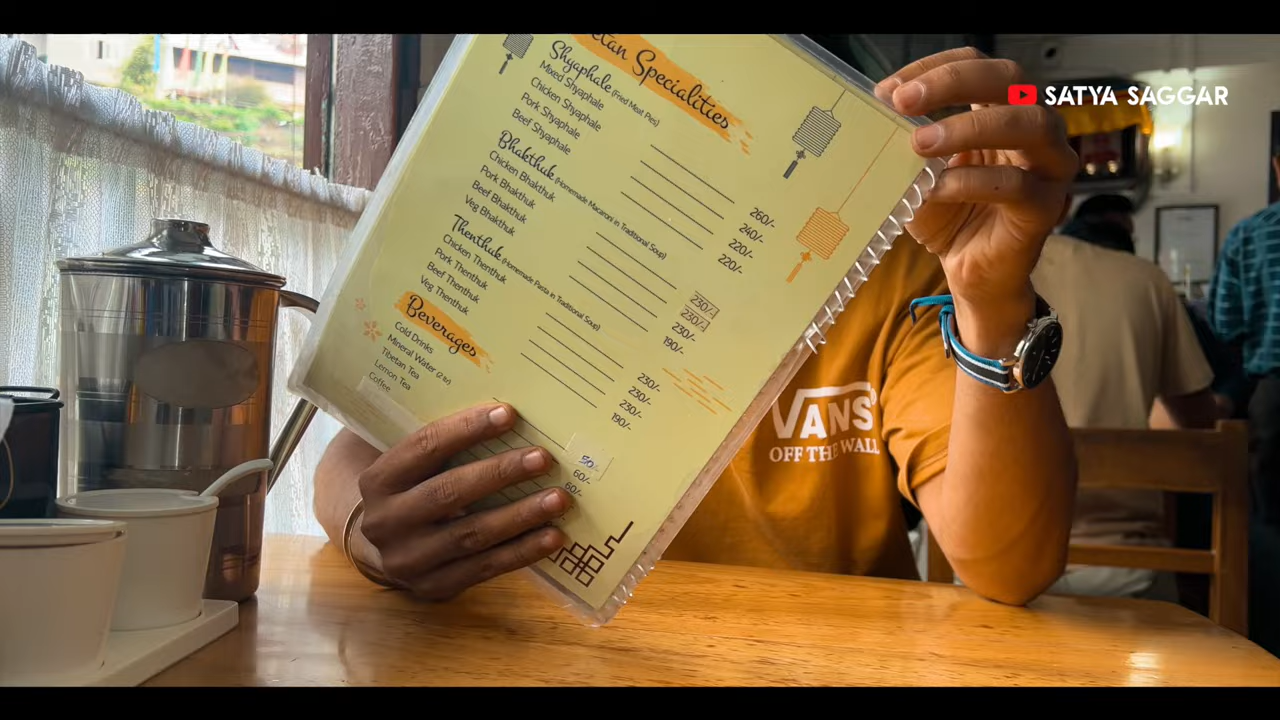 SATYA SAGGAR
etan Specialities
Shyaphale (Fried Meat Pies)
Mixed Shyaphale 260/-
Chicken Shyaphale 240/-
Pork Shyaphale 220/-
Beef Shyaphale 220/-
Bhakthuk (Homemade Macaroni in Traditional Soup)
Chicken Bhakthuk 230/-
Pork Bhakthuk 230/-
Beef Bhakthuk 230/-
Veg Bhakthuk 190/-
Thenthuk (Homemade Pasta in Traditional Soup)
Chicken Thenthuk 230/-
Pork Thenthuk 230/-
Beef Thenthuk 230/-
Veg Thenthuk 190/-
Beverages
Cold Drinks 50/-
Mineral Water (2 ltr) 60/-
Tibetan Tea 60/-
Lemon Tea
Coffee
VANS
OFF THE WALL